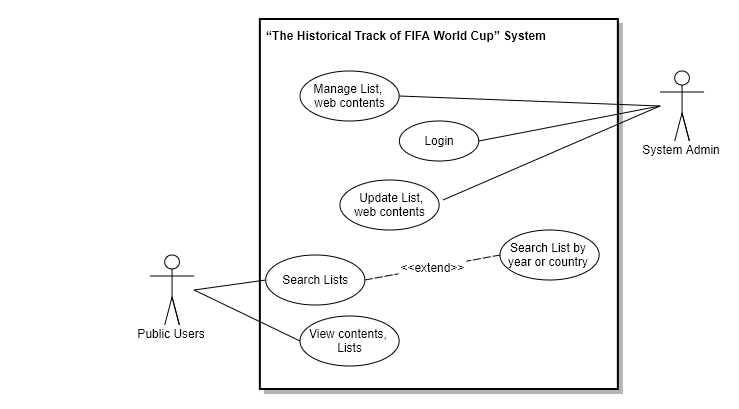 “The Historical Track of FIFA World Cup” System
Manage List,
web contents
Login
System Admin
Update List,
web contents
Search List by
year or country
<<extend>>
Search Lists
Public Users
View contents,
Lists